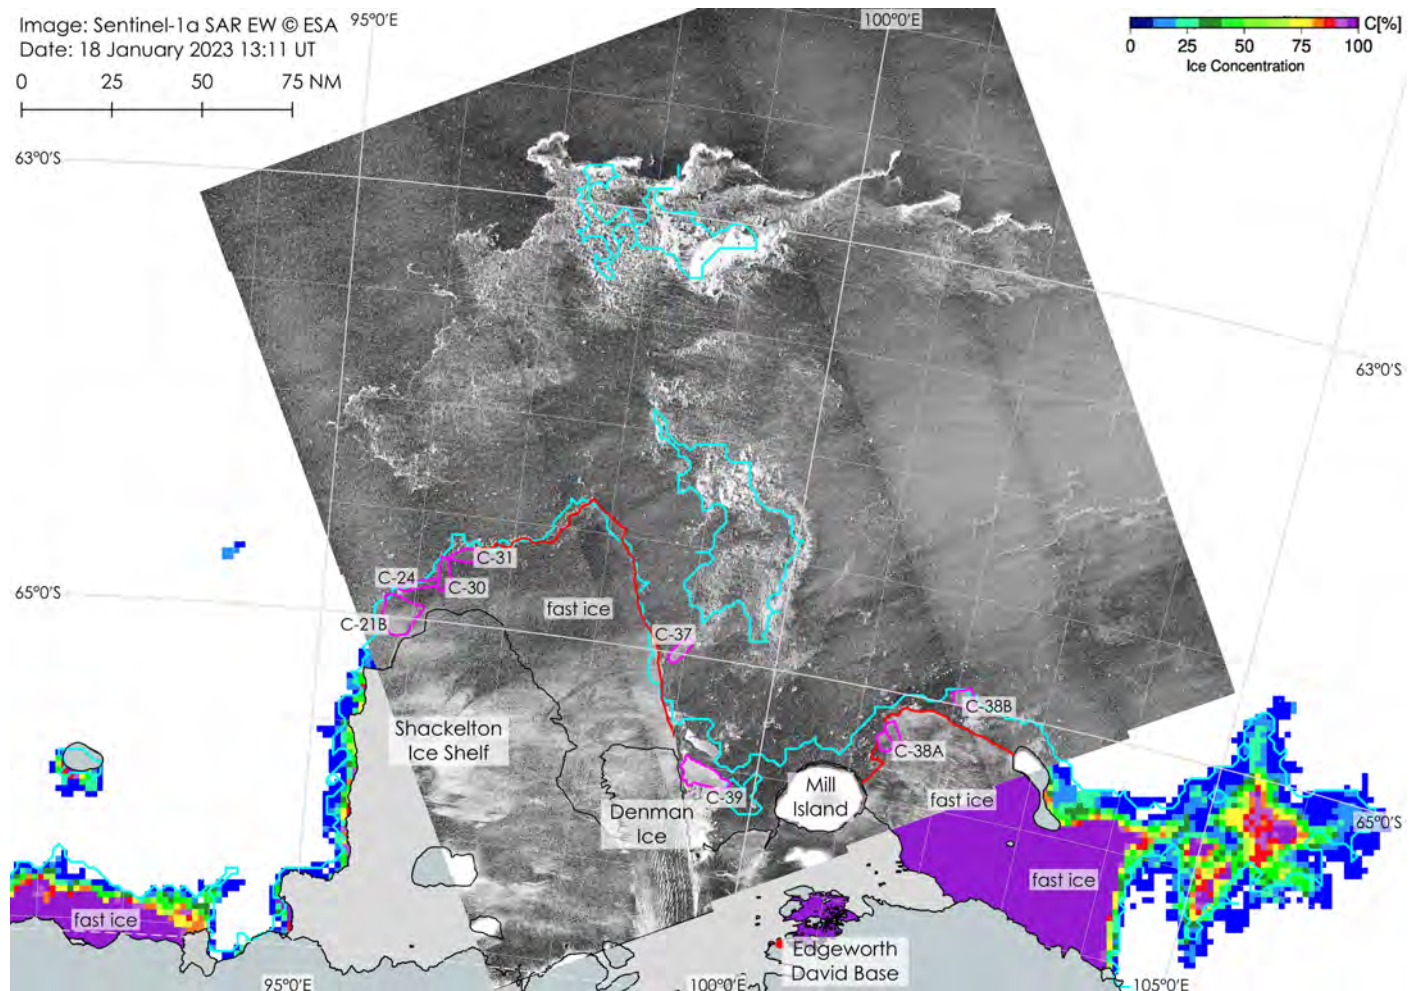 Image: Sentinel-1a SAR EW © ESA
Date: 18 January 2023 13:11 UT
0 25 50 75 NM
95°0'E
100°0'E
C[%]
0 25 50 75 100
Ice Concentration
63°0'S
63°0'S
65°0'S
C-31
C-24
C-30
C-21B
fast ice
C-37
C-38B
C-38A
Shackelton
Ice Shelf
C-39
Mill
Island
Denman
Ice
fast ice
65°0'S
fast ice
fast ice
Edgeworth
David Base
95°0'E
100°0'E
105°0'E